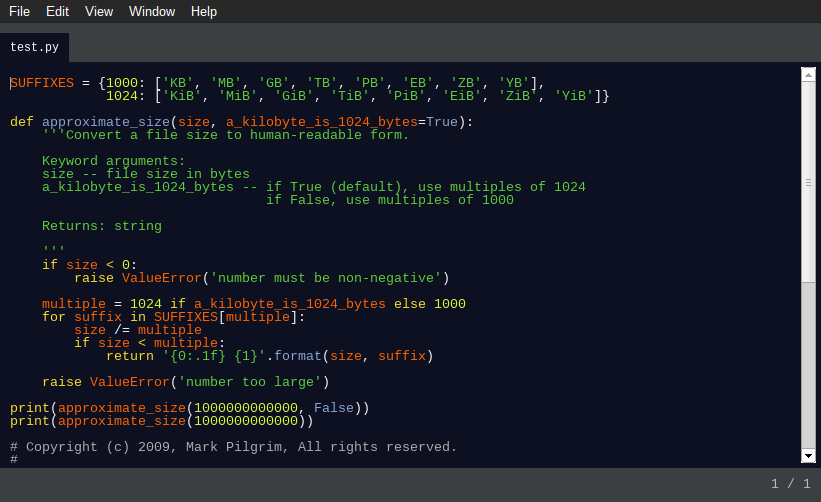 File Edit View Window Help
test.py
SUFFIXES = {1000: ['KB', 'MB', 'GB', 'TB', 'PB', 'EB', 'ZB', 'YB'],
            1024: ['KiB', 'MiB', 'GiB', 'TiB', 'PiB', 'EiB', 'ZiB', 'YiB']}
def approximate_size(size, a_kilobyte_is_1024_bytes=True):
    '''Convert a file size to human-readable form.
    Keyword arguments:
    size -- file size in bytes
    a_kilobyte_is_1024_bytes -- if True (default), use multiples of 1024
                                if False, use multiples of 1000
    Returns: string
    '''
    if size < 0:
        raise ValueError('number must be non-negative')
    multiple = 1024 if a_kilobyte_is_1024_bytes else 1000
    for suffix in SUFFIXES[multiple]:
        size /= multiple
        if size < multiple:
            return '{0:.1f} {1}'.format(size, suffix)
    raise ValueError('number too large')
print(approximate_size(1000000000000, False))
print(approximate_size(1000000000000))
# Copyright (c) 2009, Mark Pilgrim, All rights reserved.
#
1 / 1